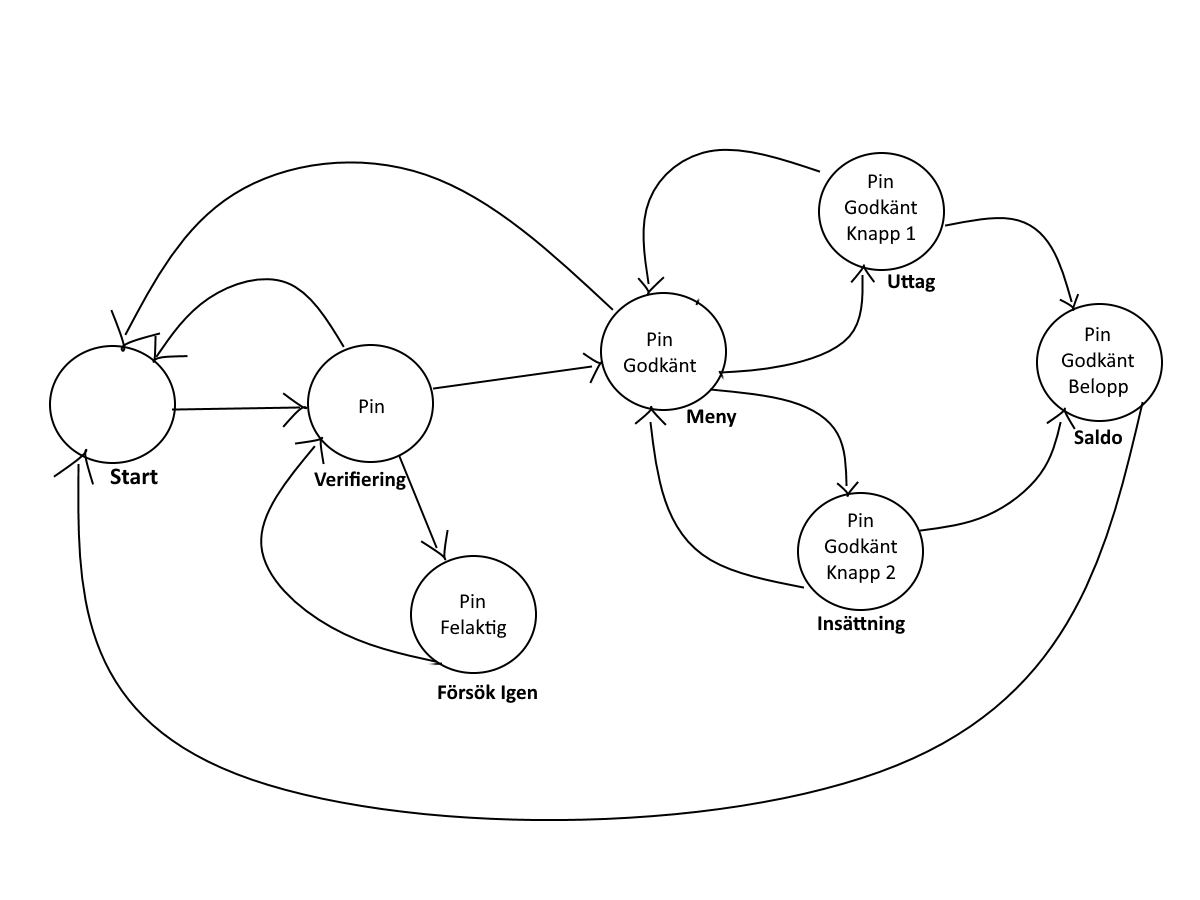 Start
Pin
Verifiering
Pin
Felaktig
Försök Igen
Pin
Godkänt
Meny
Pin
Godkänt
Knapp 1
Uttag
Pin
Godkänt
Knapp 2
Insättning
Pin
Godkänt
Belopp
Saldo